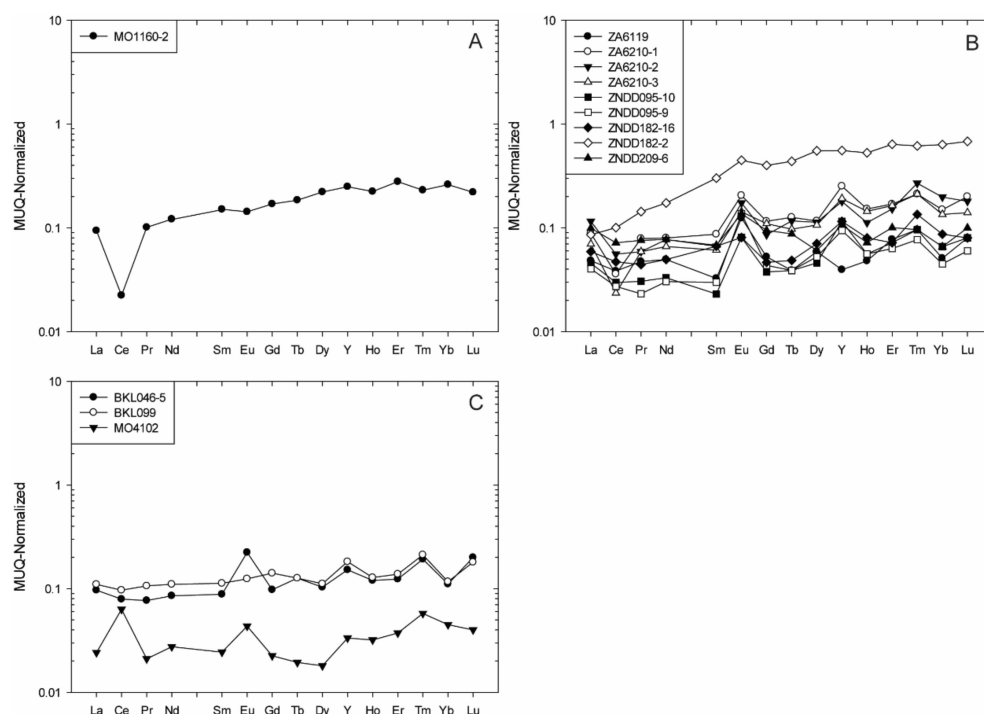 MO1160-2
A
10
1
0.1
0.01
MUQ-Normalized
La Ce Pr Nd Sm Eu Gd Tb Dy Y Ho Er Tm Yb Lu
ZA6119
ZA6210-1
ZA6210-2
ZA6210-3
ZNDD095-10
ZNDD095-9
ZNDD182-16
ZNDD182-2
ZNDD209-6
B
10
1
0.1
0.01
MUQ-Normalized
La Ce Pr Nd Sm Eu Gd Tb Dy Y Ho Er Tm Yb Lu
BKL046-5
BKL099
MO4102
C
10
1
0.1
0.01
MUQ-Normalized
La Ce Pr Nd Sm Eu Gd Tb Dy Y Ho Er Tm Yb Lu